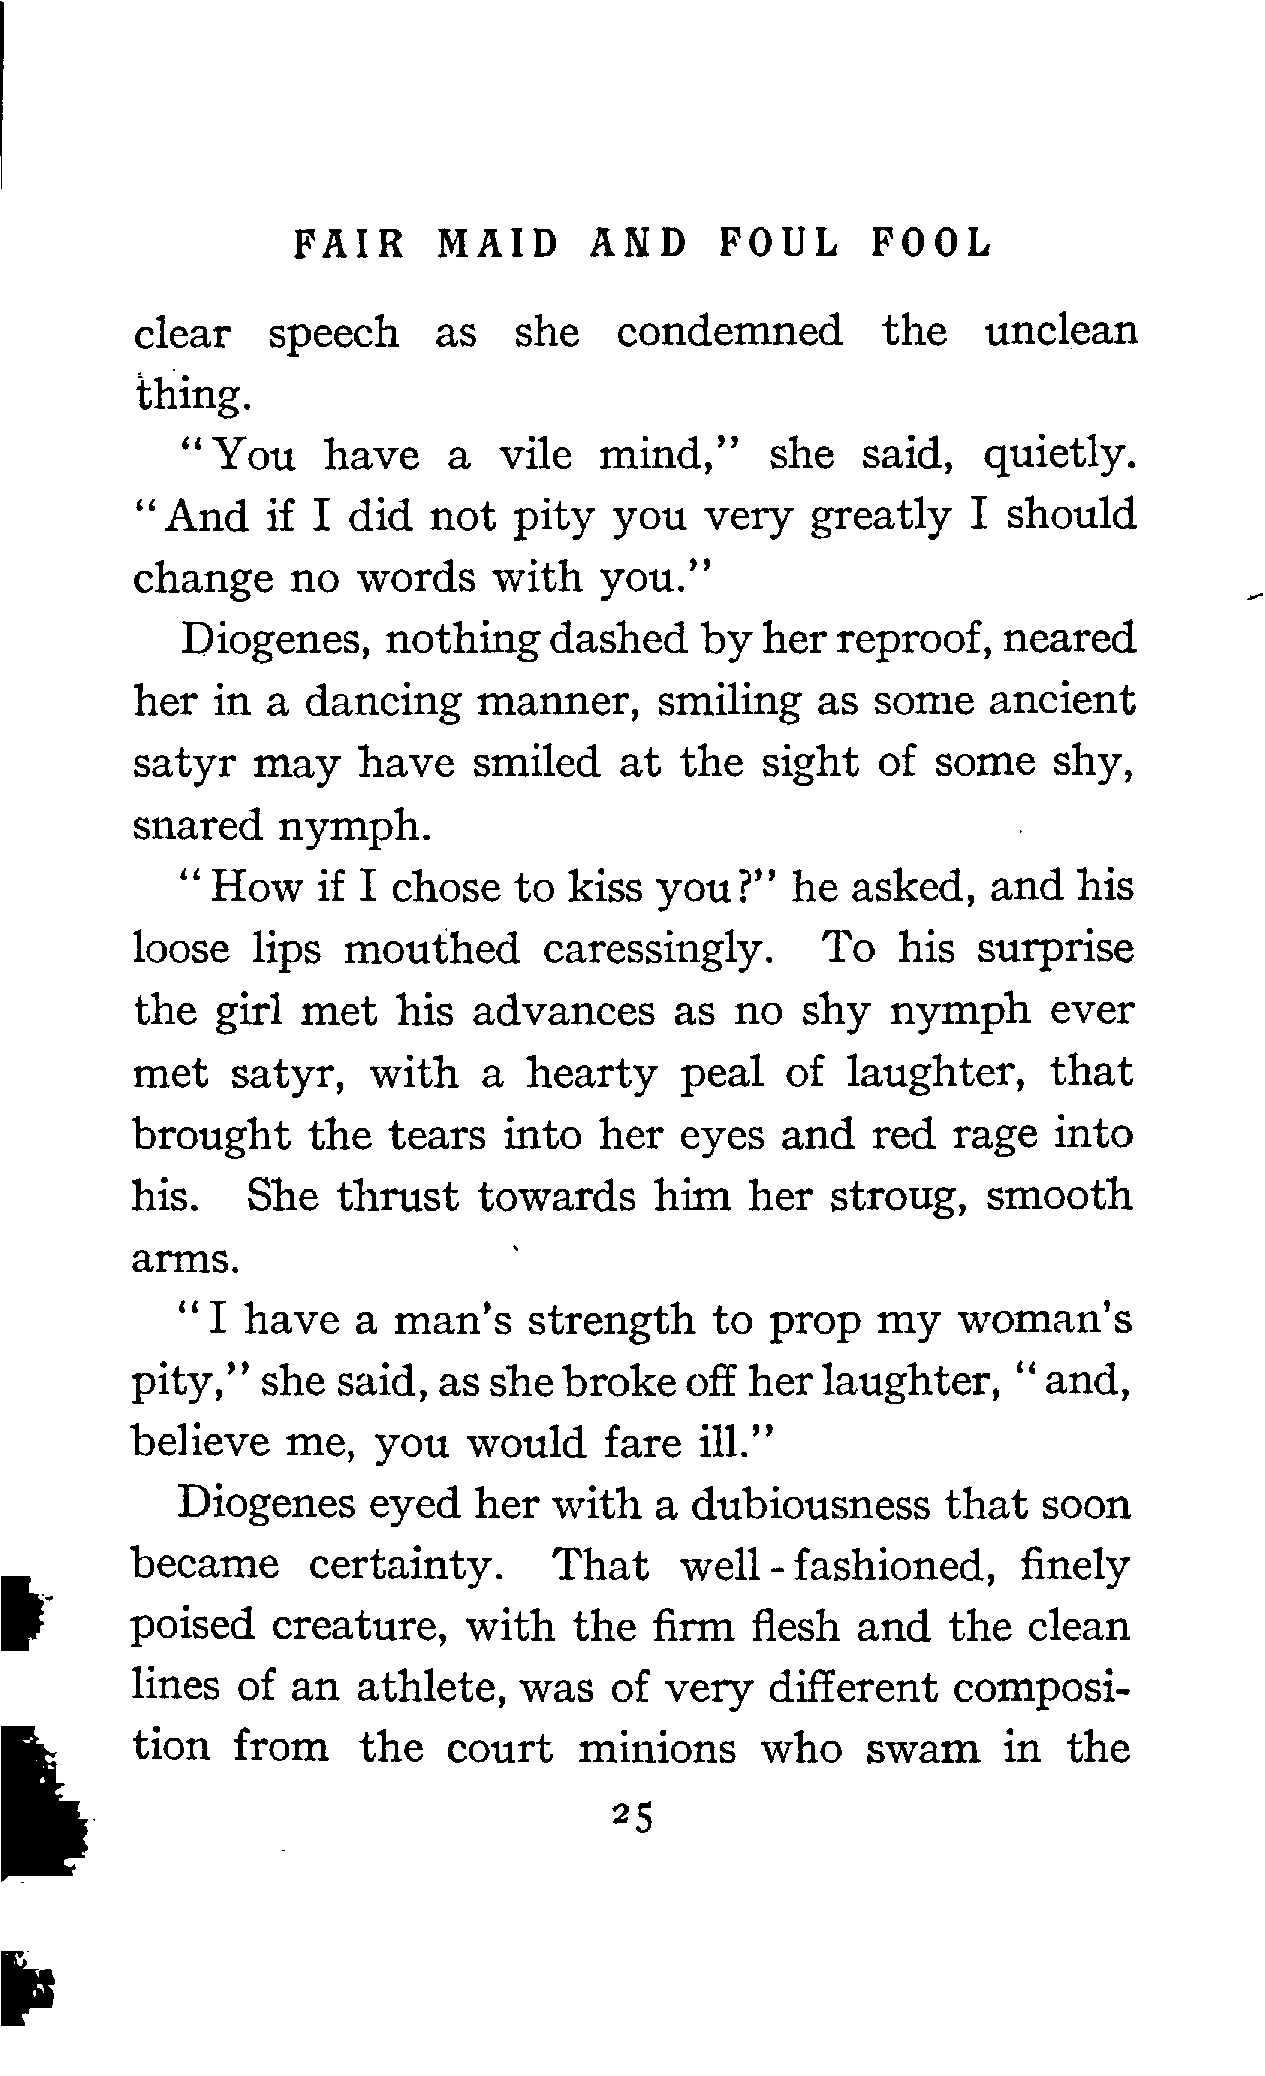 FAIR MAID AND FOUL FOOL
clear speech as she condemned the unclean
thing.
"You have a vile mind," she said, quietly.
"And if I did not pity you very greatly I should
change no words with you."
Diogenes, nothing dashed by her reproof, neared
her in a dancing manner, smiling as some ancient
satyr may have smiled at the sight of some shy,
snared nymph.
"How if I chose to kiss you?" he asked, and his
loose lips mouthed caressingly. To his surprise
the girl met his advances as no shy nymph ever
met satyr, with a hearty peal of laughter, that
brought the tears into her eyes and red rage into
his. She thrust towards him her stroug, smooth
arms.
"I have a man's strength to prop my woman's
pity," she said, as she broke off her laughter, "and,
believe me, you would fare ill."
Diogenes eyed her with a dubiousness that soon
became certainty. That well-fashioned, finely
poised creature, with the firm flesh and the clean
lines of an athlete, was of very different composi-
tion from the court minions who swam in the
25